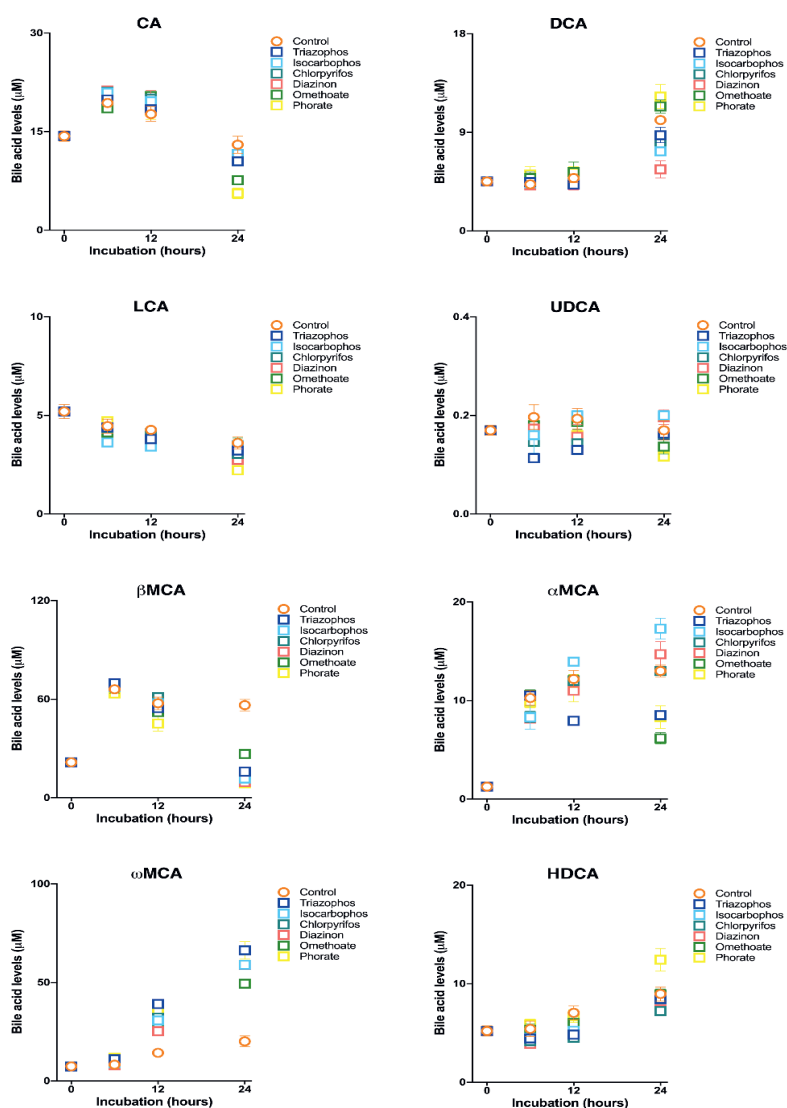 CA
30
15
0
0 12 24
Bile acid levels (μM)
Incubation (hours)
Control
Triazophos
Isocarbophos
Chlorpyrifos
Diazinon
Omethoate
Phorate
DCA
18
9
0
0 12 24
Bile acid levels (μM)
Incubation (hours)
Control
Triazophos
Isocarbophos
Chlorpyrifos
Diazinon
Omethoate
Phorate
LCA
10
5
0
0 12 24
Bile acid levels (μM)
Incubation (hours)
Control
Triazophos
Isocarbophos
Chlorpyrifos
Diazinon
Omethoate
Phorate
UDCA
0.4
0.2
0.0
0 12 24
Bile acid levels (μM)
Incubation (hours)
Control
Triazophos
Isocarbophos
Chlorpyrifos
Diazinon
Omethoate
Phorate
βMCA
120
60
0
0 12 24
Bile acid levels (μM)
Incubation (hours)
Control
Triazophos
Isocarbophos
Chlorpyrifos
Diazinon
Omethoate
Phorate
αMCA
20
10
0
0 12 24
Bile acid levels (μM)
Incubation (hours)
Control
Triazophos
Isocarbophos
Chlorpyrifos
Diazinon
Omethoate
Phorate
ωMCA
100
50
0
0 12 24
Bile acid levels (μM)
Incubation (hours)
Control
Triazophos
Isocarbophos
Chlorpyrifos
Diazinon
Omethoate
Phorate
HDCA
20
10
0
0 12 24
Bile acid levels (μM)
Incubation (hours)
Control
Triazophos
Isocarbophos
Chlorpyrifos
Diazinon
Omethoate
Phorate